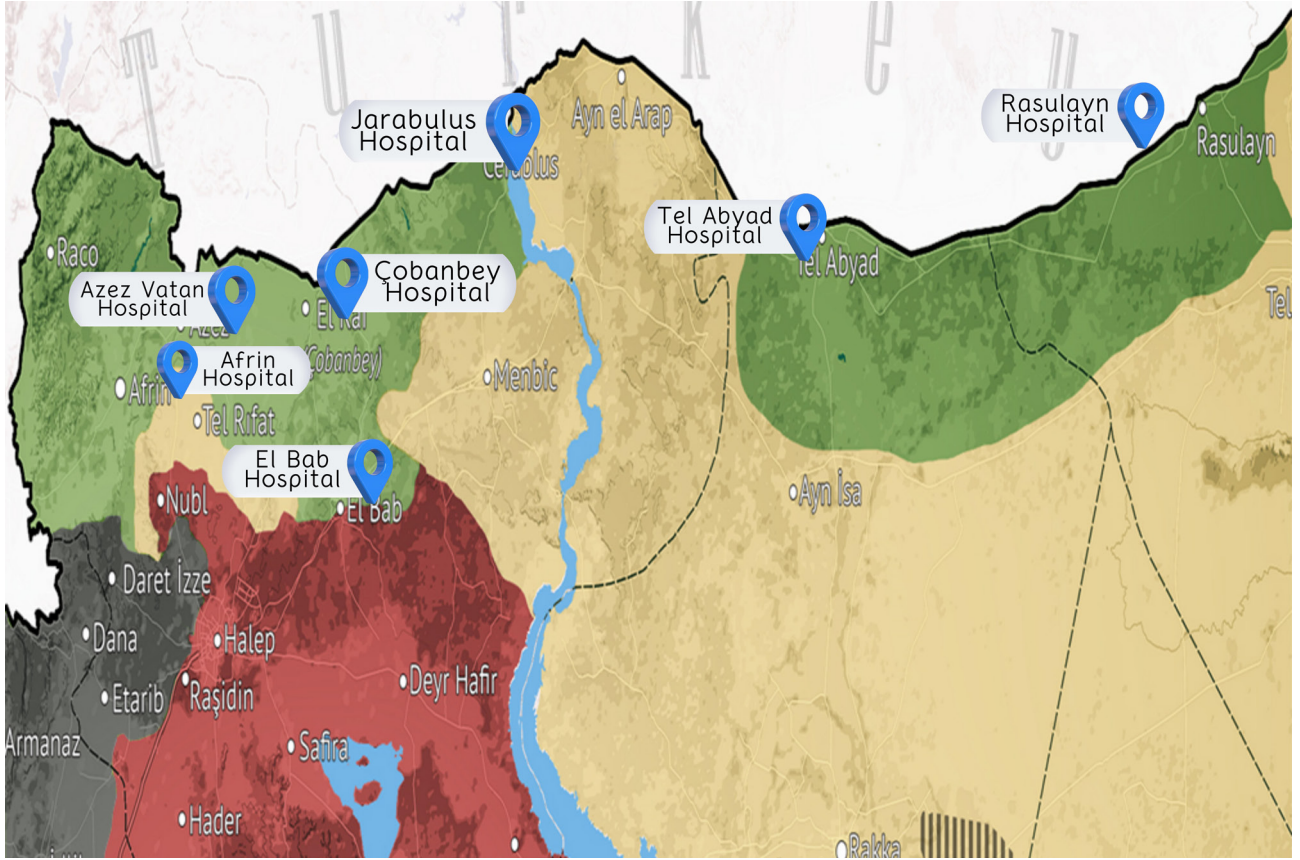 Turkey
Jarabulus
Hospital
Ayn el Arap
Rasulayn
Hospital
Rasulayn
Cerablus
Tel Abyad
Hospital
Tel Abyad
Raco
Çobanbey
Hospital
Azez Vatan
Hospital
Azez
El Rai
(Çobanbey)
Afrin
Hospital
Afrin
Menbic
Tel
Tel Rıfat
El Bab
Hospital
El Bab
Nubl
Ayn İsa
Daret İzze
Dana
Halep
Etarib
Raşidin
Deyr Hafir
Armanaz
Safira
Hader
Rakka